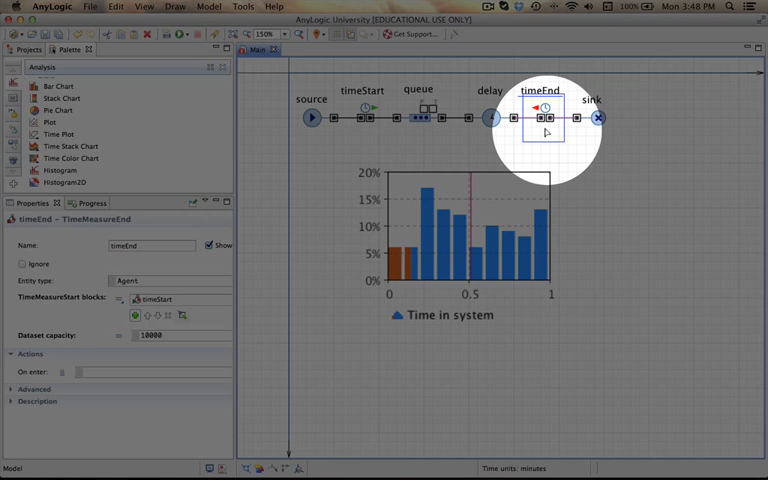 AnyLogic File Edit View Draw Model Tools Help 100% Mon 3:48 PM
AnyLogic University [EDUCATIONAL USE ONLY]
150% Get Support...
Projects Palette Main
Analysis
Bar Chart
Stack Chart
Pie Chart
Plot
Time Plot
Time Stack Chart
Time Color Chart
Histogram
Histogram2D
source timeStart queue delay timeEnd sink
20%
15%
10%
5%
0%
0 0.5 1
Time in system
Properties Progress
timeEnd - TimeMeasureEnd
Name: timeEnd Show
Ignore
Entity type: Agent
TimeMeasureStart blocks: timeStart
Dataset capacity: 10000
Actions
On enter:
Advanced
Description
Model Time units: minutes